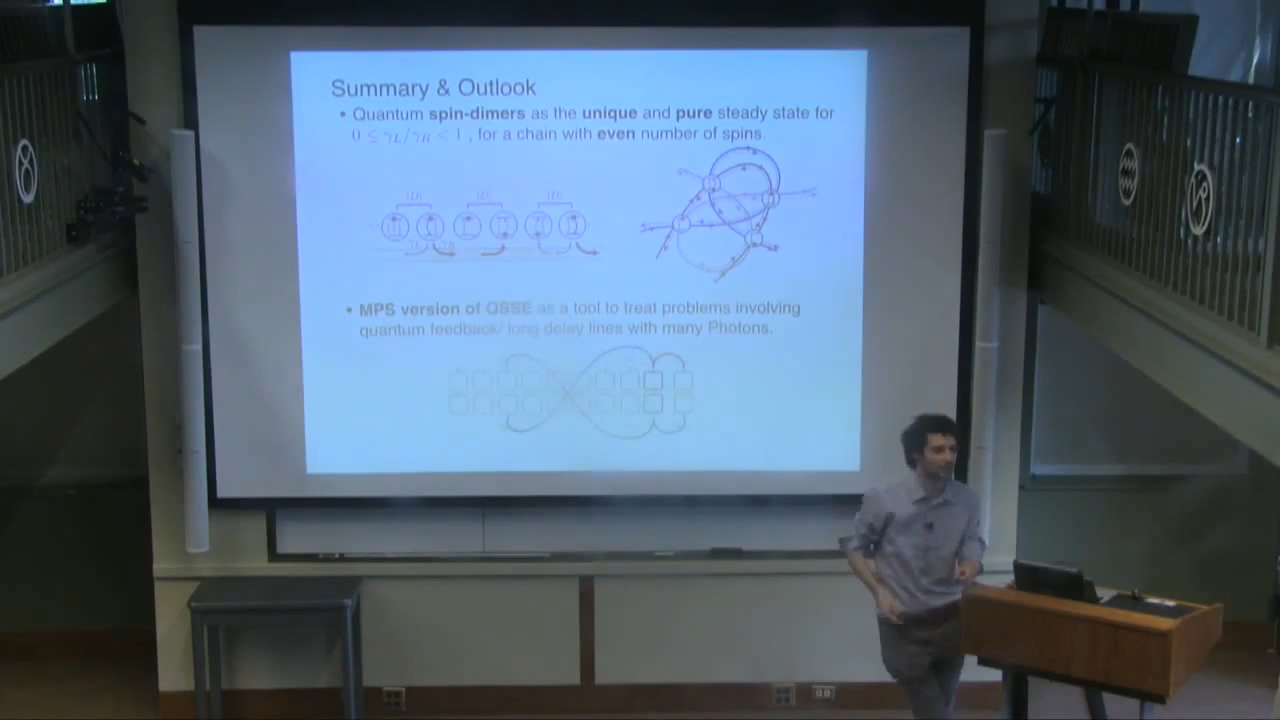 Summary & Outlook
• Quantum spin-dimers as the unique and pure steady state for
0 ≤ γL/γR < 1 , for a chain with even number of spins.
• MPS version of QSSE as a tool to treat problems involving
quantum feedback/ long delay lines with many Photons.